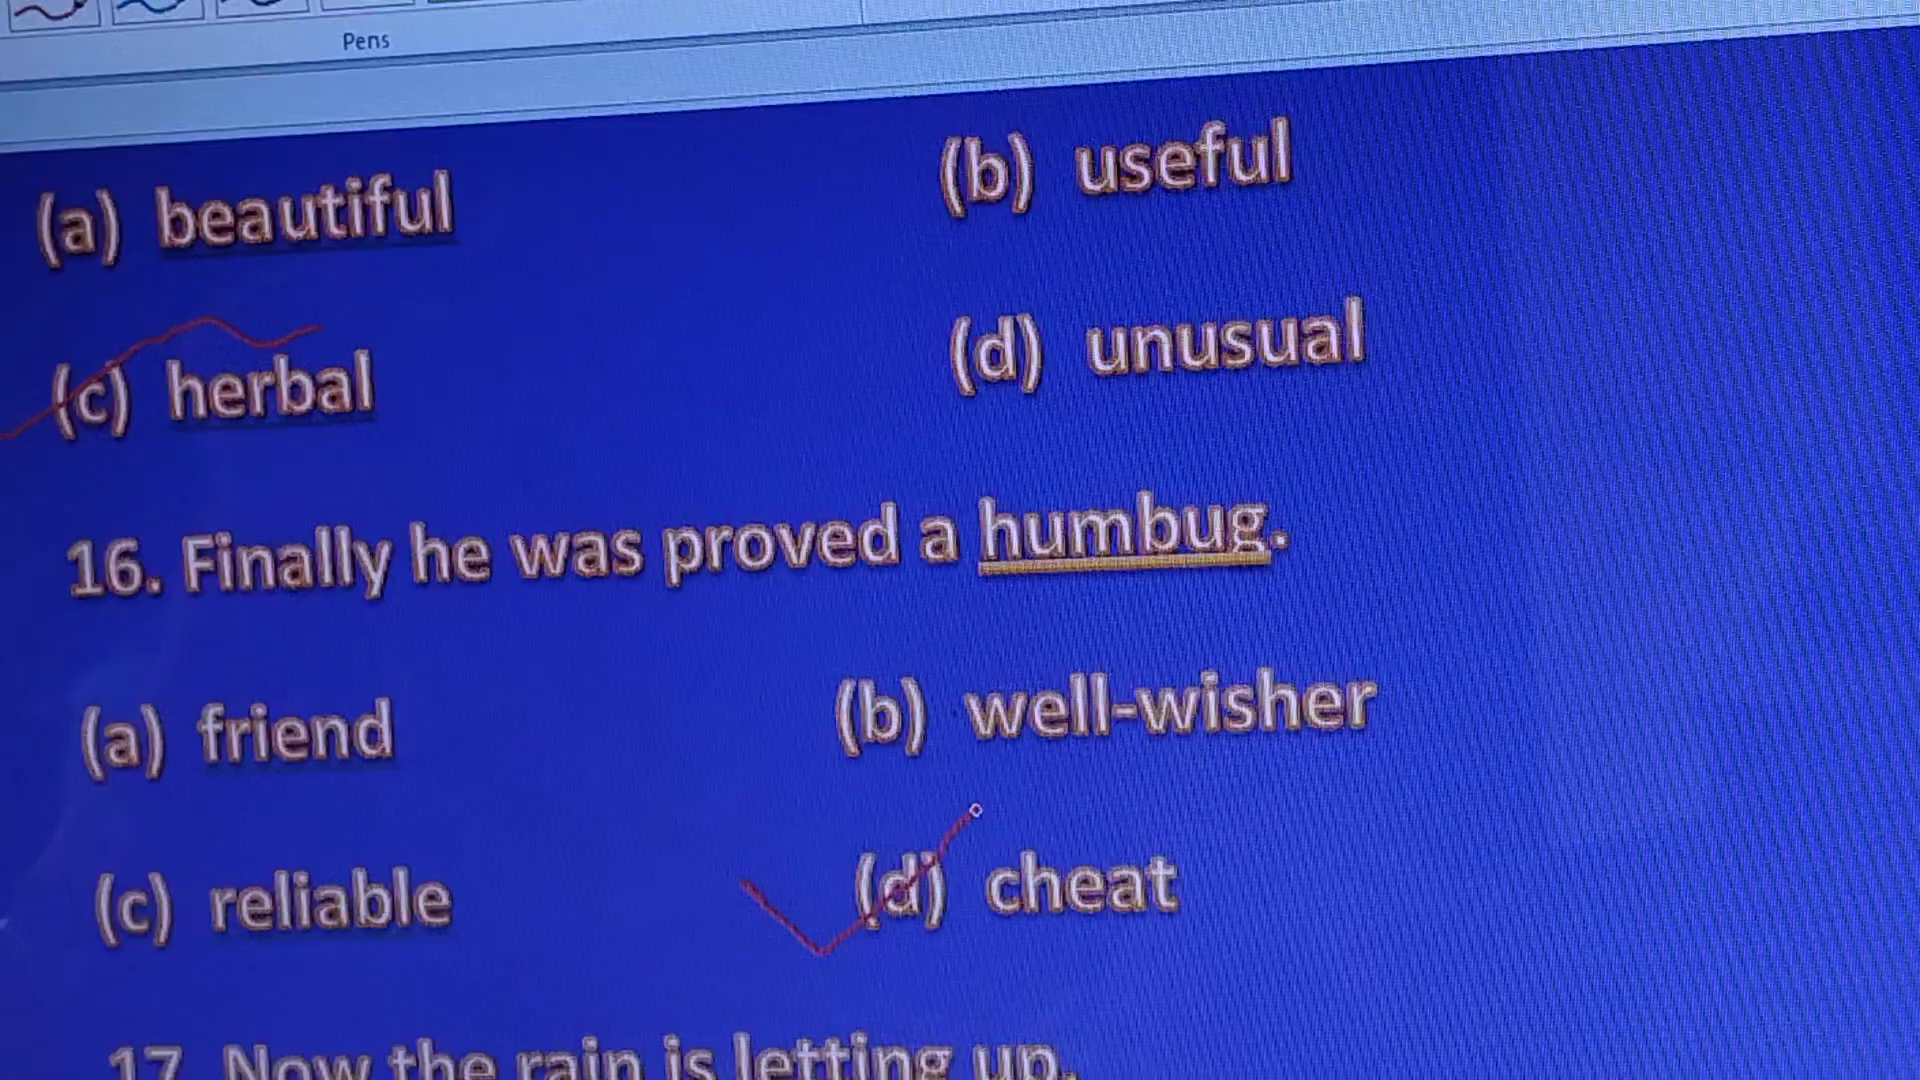 Pens
(a) beautiful (b) useful
(c) herbal (d) unusual
16. Finally he was proved a humbug.
(a) friend (b) well-wisher
(c) reliable (d) cheat
17. Now the rain is letting up.